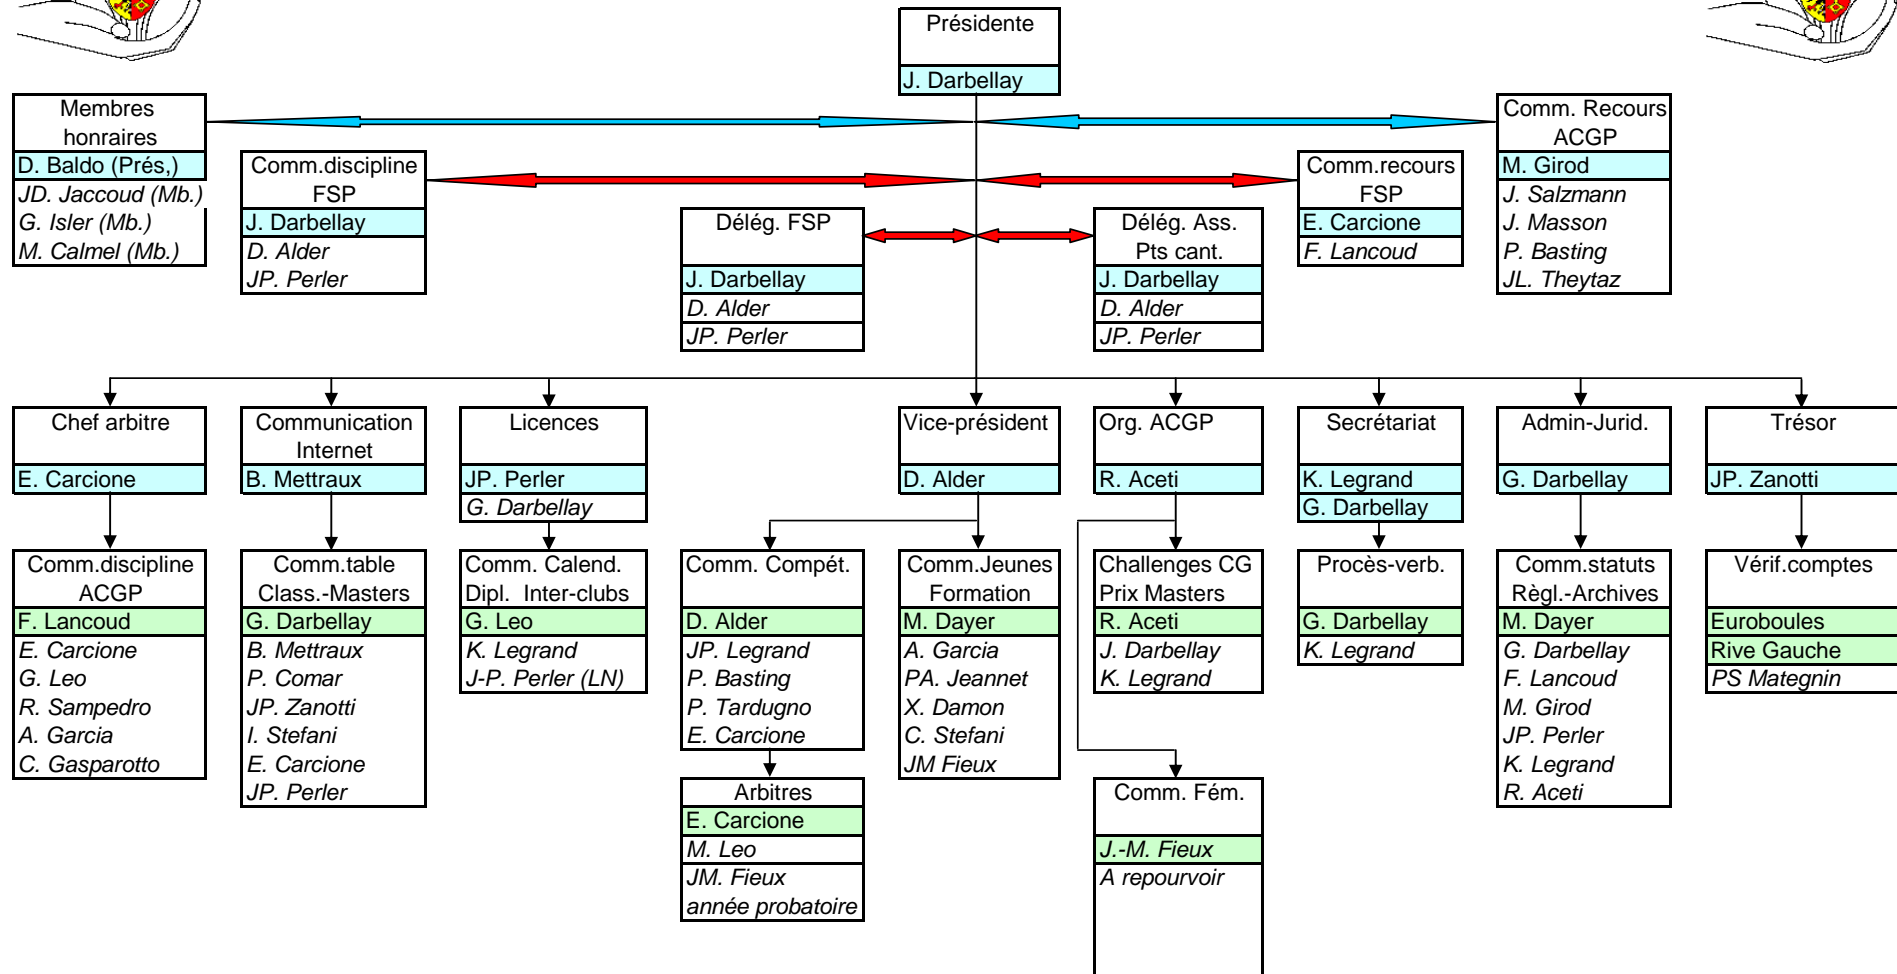 Présidente
J. Darbellay
Membres
honraires
D. Baldo (Prés,)
JD. Jaccoud (Mb.)
G. Isler (Mb.)
M. Calmel (Mb.)
Comm.discipline
FSP
J. Darbellay
D. Alder
JP. Perler
Délég. FSP
J. Darbellay
D. Alder
JP. Perler
Délég. Ass.
Pts cant.
J. Darbellay
D. Alder
JP. Perler
Comm.recours
FSP
E. Carcione
F. Lancoud
Comm. Recours
ACGP
M. Girod
J. Salzmann
J. Masson
P. Basting
JL. Theytaz
Chef arbitre
E. Carcione
Communication
Internet
B. Mettraux
Licences
JP. Perler
G. Darbellay
Vice-président
D. Alder
Org. ACGP
R. Aceti
Secrétariat
K. Legrand
G. Darbellay
Admin-Jurid.
G. Darbellay
Trésor
JP. Zanotti
Comm.discipline
ACGP
F. Lancoud
E. Carcione
G. Leo
R. Sampedro
A. Garcia
C. Gasparotto
Comm.table
Class.-Masters
G. Darbellay
B. Mettraux
P. Comar
JP. Zanotti
I. Stefani
E. Carcione
JP. Perler
Comm. Calend.
Dipl.  Inter-clubs
G. Leo
K. Legrand
J-P. Perler (LN)
Comm. Compét.
D. Alder
JP. Legrand
P. Basting
P. Tardugno
E. Carcione
Comm.Jeunes
Formation
M. Dayer
A. Garcia
PA. Jeannet
X. Damon
C. Stefani
JM Fieux
Challenges CG
Prix Masters
R. Aceti
J. Darbellay
K. Legrand
Procès-verb.
G. Darbellay
K. Legrand
Comm.statuts
Règl.-Archives
M. Dayer
G. Darbellay
F. Lancoud
M. Girod
JP. Perler
K. Legrand
R. Aceti
Vérif.comptes
Euroboules
Rive Gauche
PS Mategnin
Arbitres
E. Carcione
M. Leo
JM. Fieux
année probatoire
Comm. Fém.
J.-M. Fieux
A repourvoir